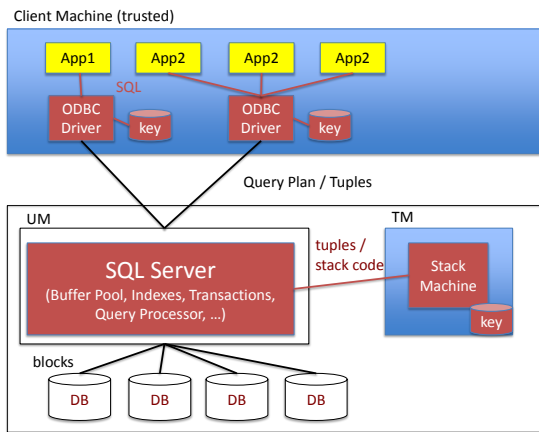 Client Machine (trusted)
App1
App2
App2
App2
SQL
ODBC
Driver
key
ODBC
Driver
key
Query Plan / Tuples
UM
TM
SQL Server
(Buffer Pool, Indexes, Transactions,
Query Processor, …)
tuples /
stack code
Stack
Machine
key
blocks
DB
DB
DB
DB